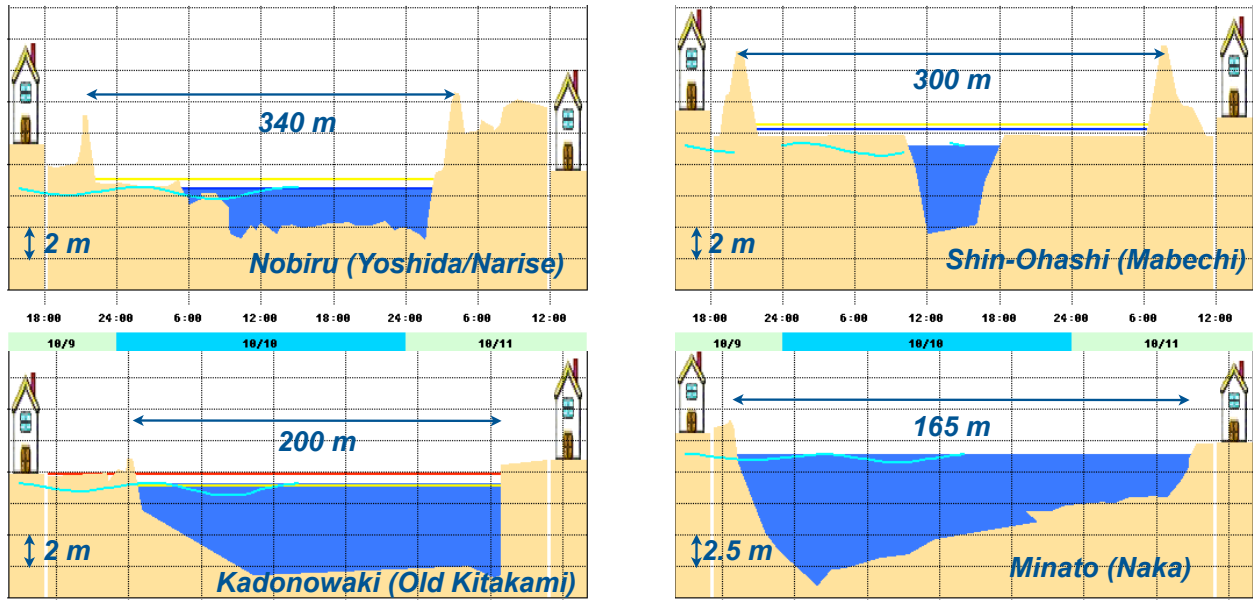 340 m
2 m
Nobiru (Yoshida/Narise)
300 m
2 m
Shin-Ohashi (Mabechi)
18:00 24:00 6:00 12:00 18:00 24:00 6:00 12:00
10/9 10/10 10/11
18:00 24:00 6:00 12:00 18:00 24:00 6:00 12:00
10/9 10/10 10/11
200 m
2 m
Kadonowaki (Old Kitakami)
165 m
2.5 m
Minato (Naka)